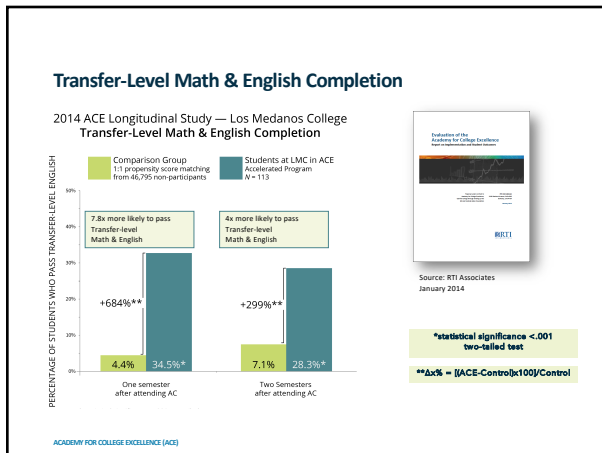 Transfer-Level Math & English Completion
2014 ACE Longitudinal Study — Los Medanos College
Transfer-Level Math & English Completion
Comparison Group
1:1 propensity score matching
from 46,795 non-participants
Students at LMC in ACE
Accelerated Program
N = 113
PERCENTAGE OF STUDENTS WHO PASS TRANSFER-LEVEL ENGLISH
50%
40%
30%
20%
10%
0%
7.8x more likely to pass
Transfer-level
Math & English
4x more likely to pass
Transfer-level
Math & English
+684%**
+299%**
4.4%
34.5%*
7.1%
28.3%*
One semester
after attending AC
Two Semesters
after attending AC
Evaluation of the
Academy for College Excellence
Report on Implementation and Student Outcomes
RTI
Source: RTI Associates
January 2014
*statistical significance <.001
two-tailed test
**Δx% = [(ACE-Control)x100]/Control
ACADEMY FOR COLLEGE EXCELLENCE (ACE)